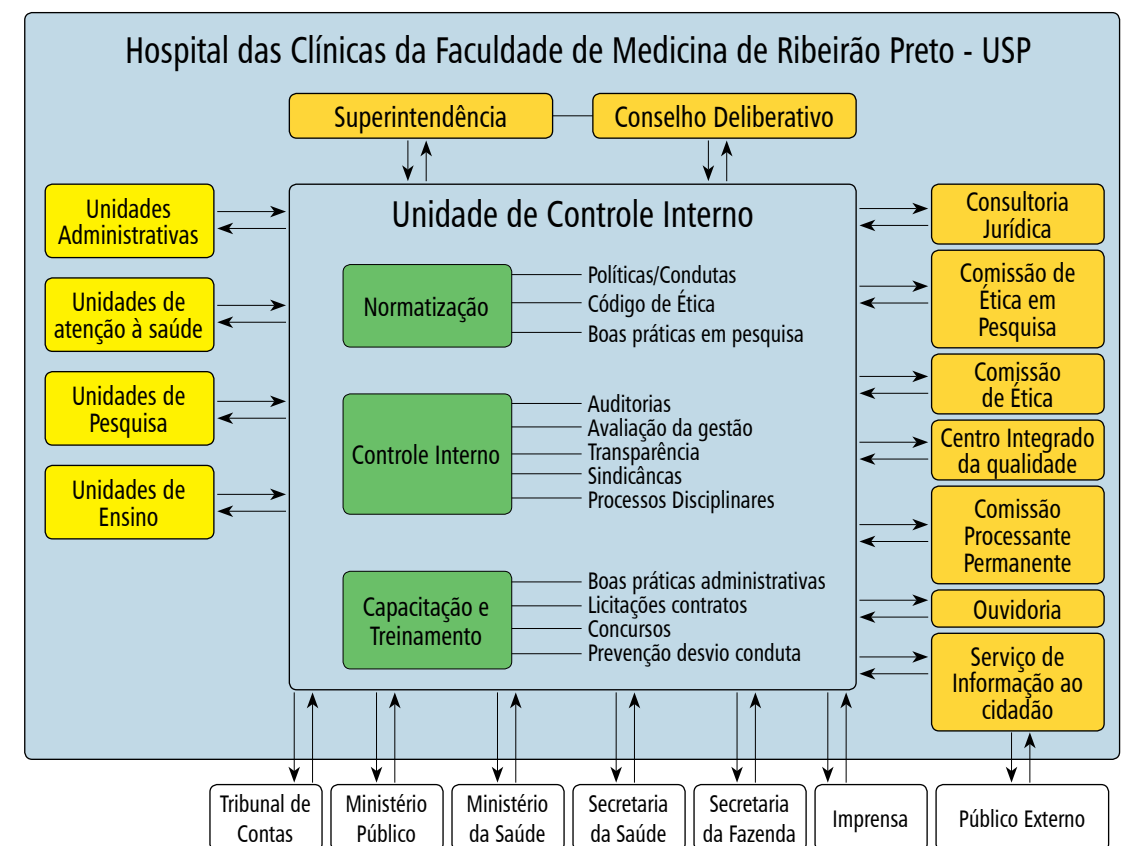 Hospital das Clínicas da Faculdade de Medicina de Ribeirão Preto - USP
Superintendência
Conselho Deliberativo
Unidades
Administrativas
Unidades de
atenção à saúde
Unidades de
Pesquisa
Unidades de
Ensino
Unidade de Controle Interno
Normatização
Políticas/Condutas
Código de Ética
Boas práticas em pesquisa
Controle Interno
Auditorias
Avaliação da gestão
Transparência
Sindicâncas
Processos Disciplinares
Capacitação e
Treinamento
Boas práticas administrativas
Licitações contratos
Concursos
Prevenção desvio conduta
Consultoria
Jurídica
Comissão de
Ética em
Pesquisa
Comissão
de Ética
Centro Integrado
da qualidade
Comissão
Processante
Permanente
Ouvidoria
Serviço de
Informação ao
cidadão
Tribunal de
Contas
Ministério
Público
Ministério
da Saúde
Secretaria
da Saúde
Secretaria
da Fazenda
Imprensa
Público Externo